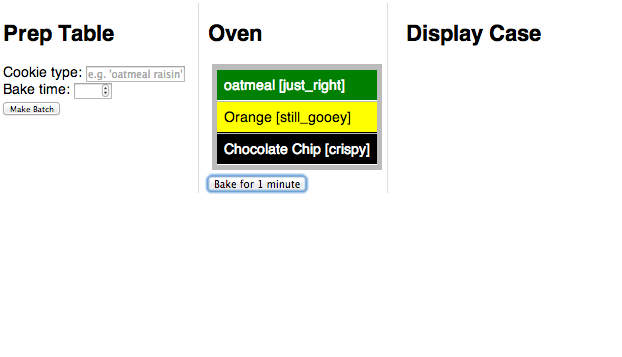 Prep Table
Cookie type: e.g. 'oatmeal raisin'
Bake time:
Make Batch
Oven
oatmeal [just_right]
Orange [still_gooey]
Chocolate Chip [crispy]
Bake for 1 minute
Display Case